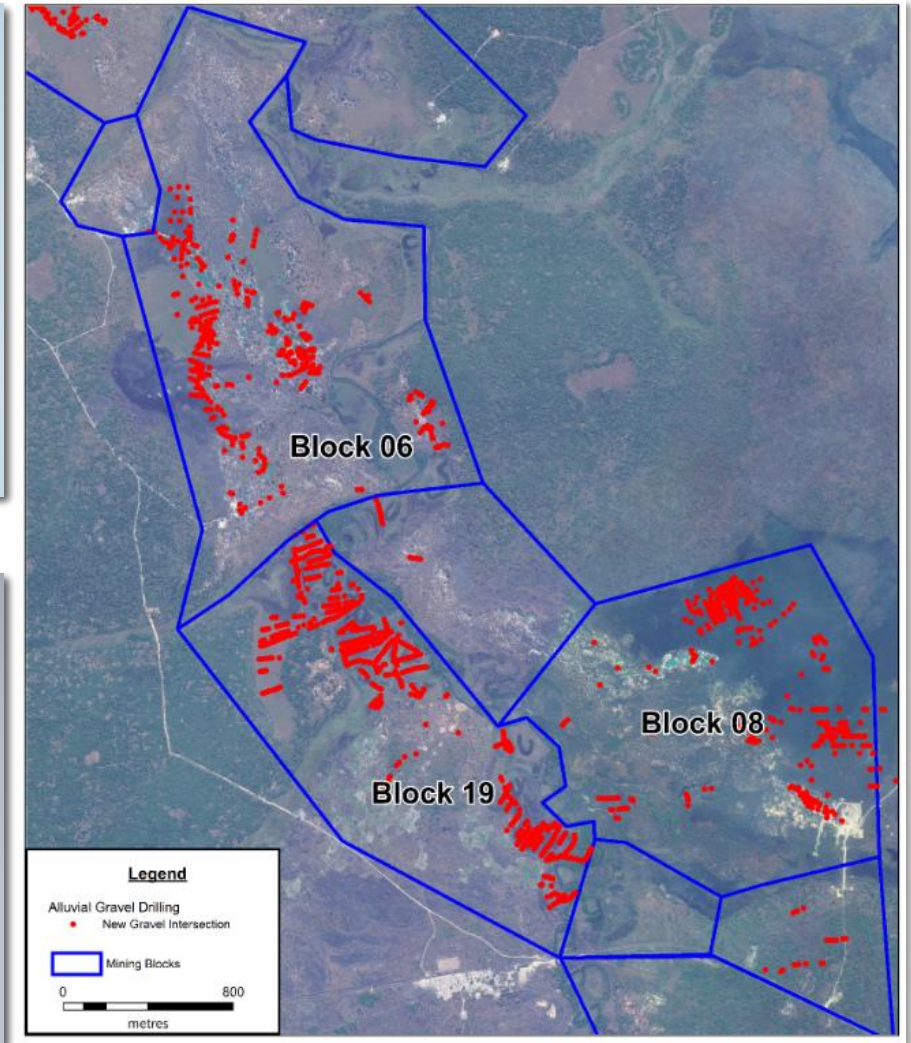 Block 06
Block 08
Block 19
Legend
Alluvial Gravel Drilling
New Gravel Intersection
Mining Blocks
0 800
metres